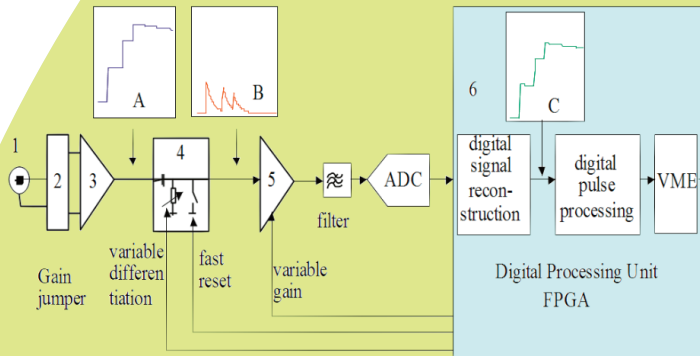 A
B
C
6
1
2
3
4
5
filter
ADC
digital
signal
recon-
struction
digital
pulse
processing
VME
Gain
jumper
variable
differen
tiation
fast
reset
variable
gain
Digital Processing Unit
FPGA